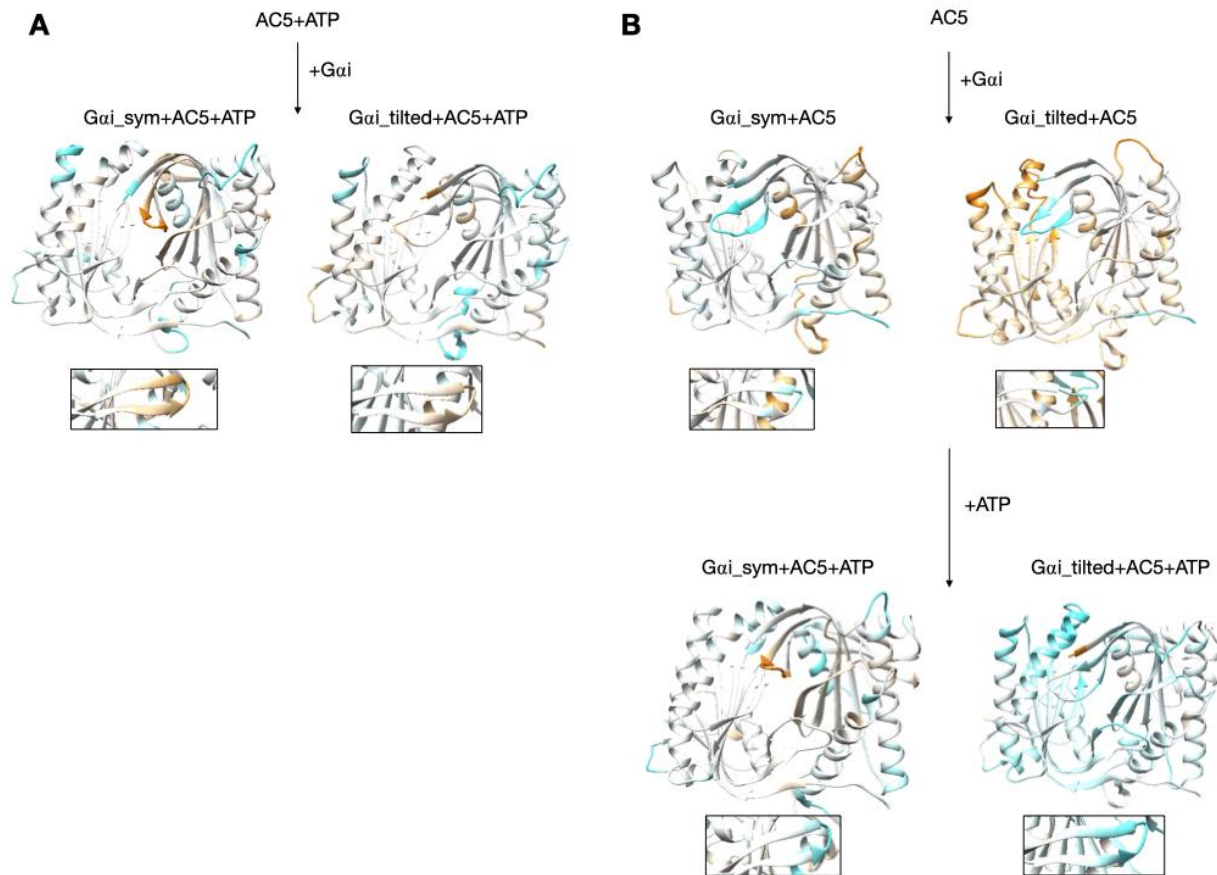 A
AC5+ATP
+Gαi
Gαi_sym+AC5+ATP
Gαi_tilted+AC5+ATP
B
AC5
+Gαi
Gαi_sym+AC5
Gαi_tilted+AC5
+ATP
Gαi_sym+AC5+ATP
Gαi_tilted+AC5+ATP